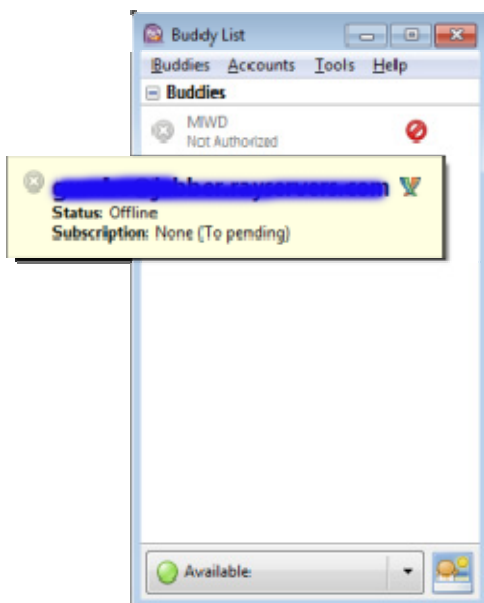 Buddy List
Buddies Accounts Tools Help
Buddies
MIWD
Not Authorized
Status: Offline
Subscription: None (To pending)
Available: